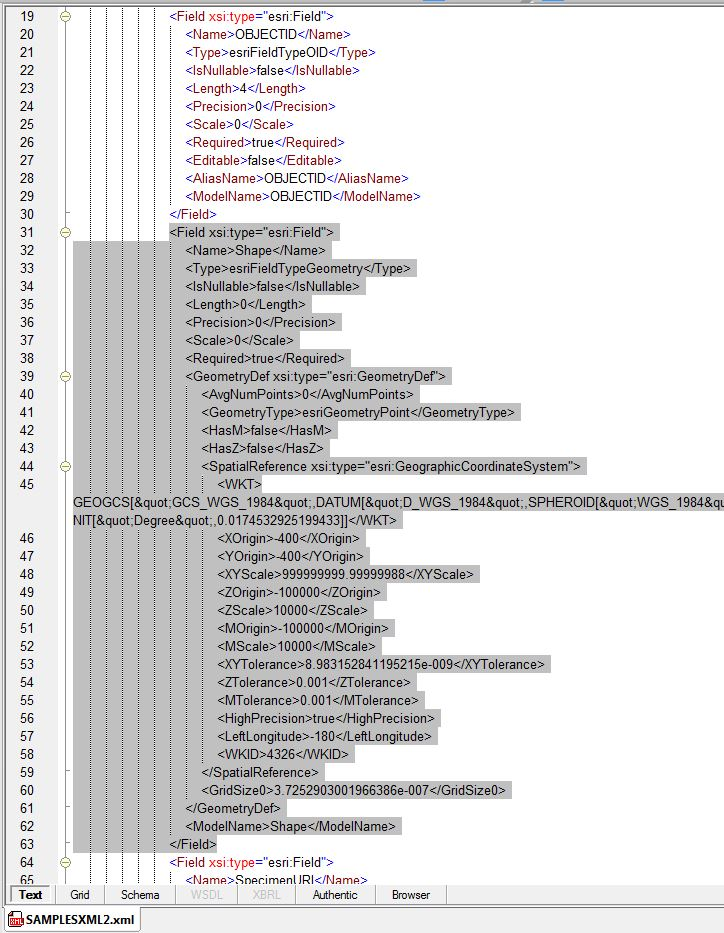 19 <Field xsi:type="esri:Field">
20 <Name>OBJECTID</Name>
21 <Type>esriFieldTypeOID</Type>
22 <IsNullable>false</IsNullable>
23 <Length>4</Length>
24 <Precision>0</Precision>
25 <Scale>0</Scale>
26 <Required>true</Required>
27 <Editable>false</Editable>
28 <AliasName>OBJECTID</AliasName>
29 <ModelName>OBJECTID</ModelName>
30 </Field>
31 <Field xsi:type="esri:Field">
32 <Name>Shape</Name>
33 <Type>esriFieldTypeGeometry</Type>
34 <IsNullable>false</IsNullable>
35 <Length>0</Length>
36 <Precision>0</Precision>
37 <Scale>0</Scale>
38 <Required>true</Required>
39 <GeometryDef xsi:type="esri:GeometryDef">
40 <AvgNumPoints>0</AvgNumPoints>
41 <GeometryType>esriGeometryPoint</GeometryType>
42 <HasM>false</HasM>
43 <HasZ>false</HasZ>
44 <SpatialReference xsi:type="esri:GeographicCoordinateSystem">
45 <WKT>
GEOGCS[&quot;GCS_WGS_1984&quot;,DATUM[&quot;D_WGS_1984&quot;,SPHEROID[&quot;WGS_1984&qu
NIT[&quot;Degree&quot;,0.0174532925199433]]</WKT>
46 <XOrigin>-400</XOrigin>
47 <YOrigin>-400</YOrigin>
48 <XYScale>999999999.99999988</XYScale>
49 <ZOrigin>-100000</ZOrigin>
50 <ZScale>10000</ZScale>
51 <MOrigin>-100000</MOrigin>
52 <MScale>10000</MScale>
53 <XYTolerance>8.983152841195215e-009</XYTolerance>
54 <ZTolerance>0.001</ZTolerance>
55 <MTolerance>0.001</MTolerance>
56 <HighPrecision>true</HighPrecision>
57 <LeftLongitude>-180</LeftLongitude>
58 <WKID>4326</WKID>
59 </SpatialReference>
60 <GridSize0>3.7252903001966386e-007</GridSize0>
61 </GeometryDef>
62 <ModelName>Shape</ModelName>
63 </Field>
64 <Field xsi:type="esri:Field">
65 <Name>SpecimenURI</Name>
Text Grid Schema WSDL XBRL Authentic Browser
XML SAMPLESXML2.xml